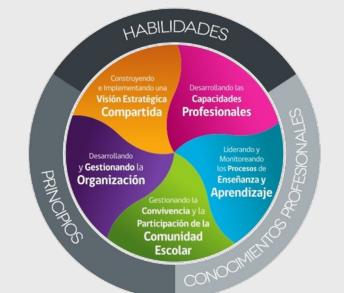 HABILIDADES
Construyendo
e Implementando una
Visión Estratégica
Compartida
Desarrollando las
Capacidades
Profesionales
Desarrollando
y Gestionando la
Organización
Liderando y
Monitoreando
los Procesos de
Enseñanza y
Aprendizaje
Gestionando la
Convivencia y la
Participación de la
Comunidad
Escolar
PRINCIPIOS
CONOCIMIENTOS PROFESIONALES